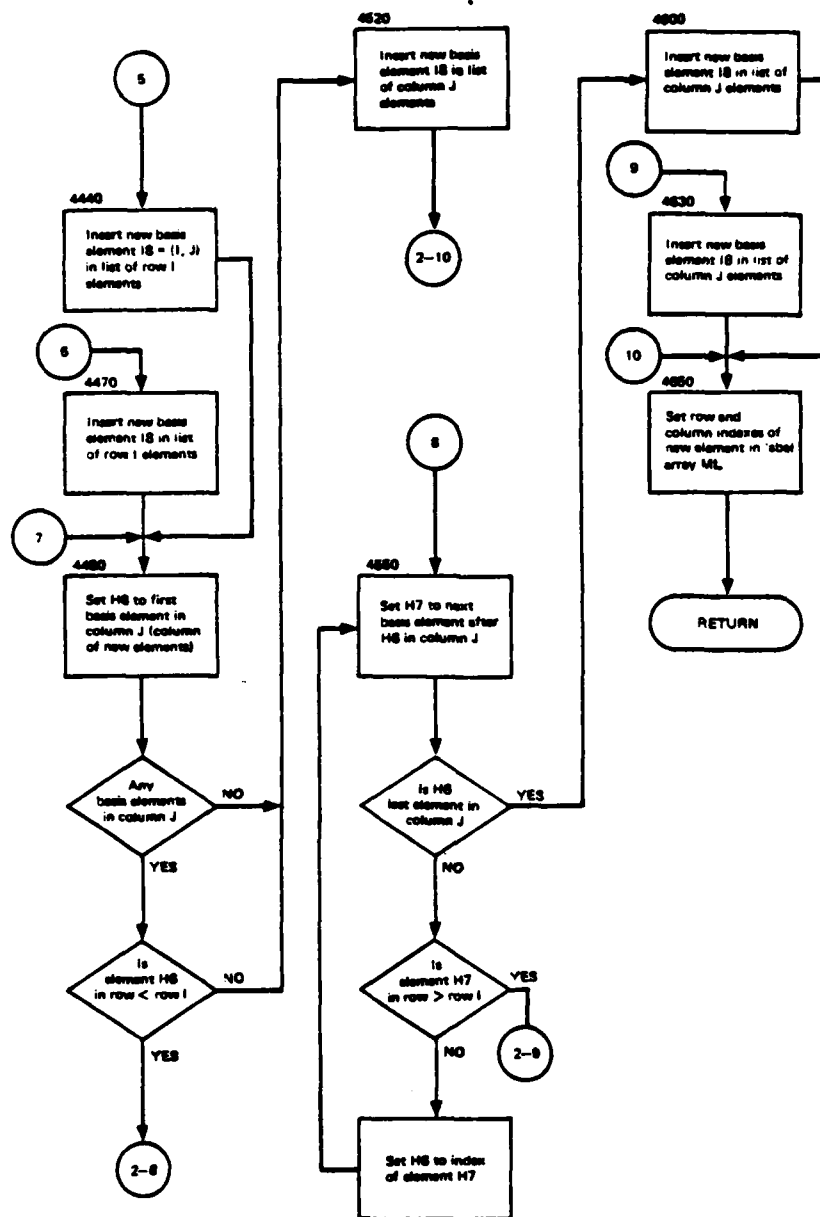 5
4440
Insert new basis
element I8 = (I, J)
in list of row I
elements
6
4470
Insert new basis
element I8 in list
of row I elements
7
Set H6 to first
basis element in
column J (column
of new elements)
Any
basis elements
in column J
NO
YES
Is
element H6
in row < row I
NO
YES
4520
Insert new basis
element I8 in list
of column J
elements
2-10
8
Set H7 to next
basis element after
H6 in column J
Is H6
last element in
column J
YES
NO
Is
element H7
in row > row I
YES
2-9
NO
Set H6 to index
of element H7
4600
Insert new basis
element I8 in list of
column J elements
9
4630
Insert new basis
element I8 in list of
column J elements
10
4650
Set row and
column indexes of
new element in label
array ML
RETURN